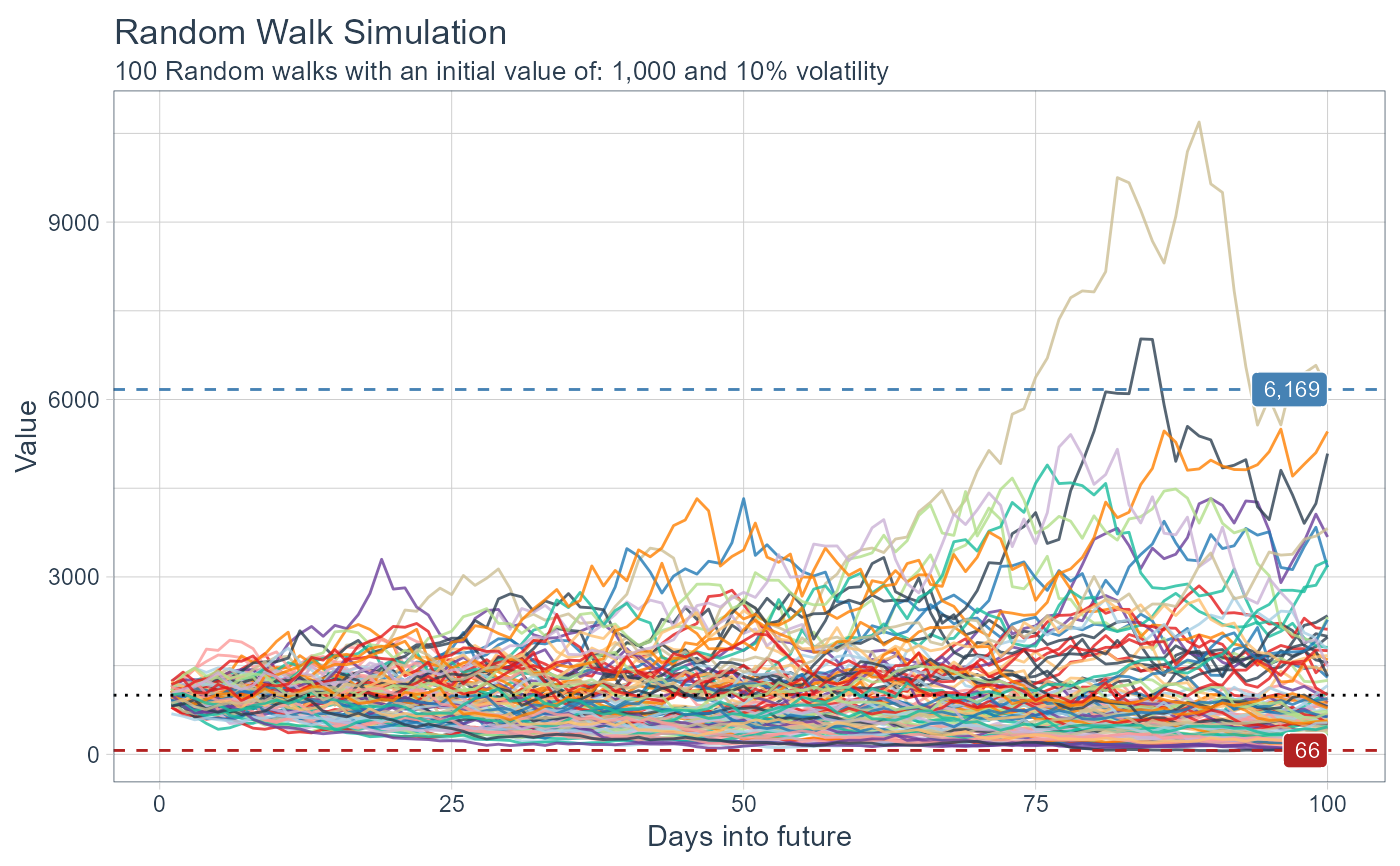 Random Walk Simulation
100 Random walks with an initial value of: 1,000 and 10% volatility
9000
6000
3000
0
Value
6,169
66
0
25
50
75
100
Days into future